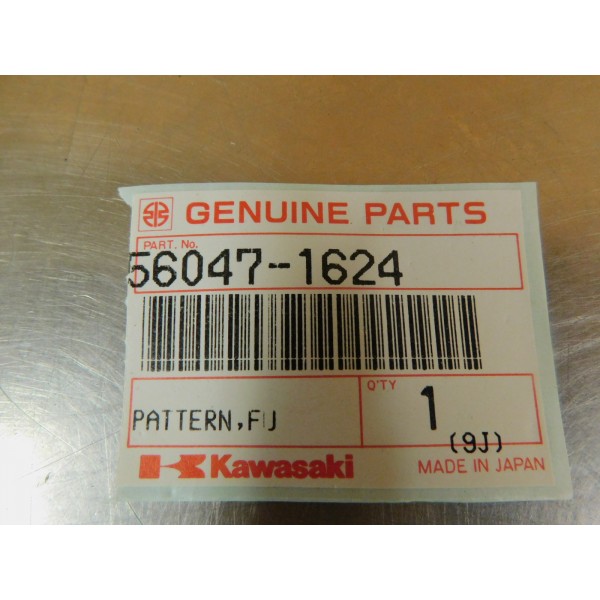 GENUINE PARTS
PART. No.
56047-1624
Q'TY
PATTERN,FU
1
(9J)
Kawasaki
MADE IN JAPAN